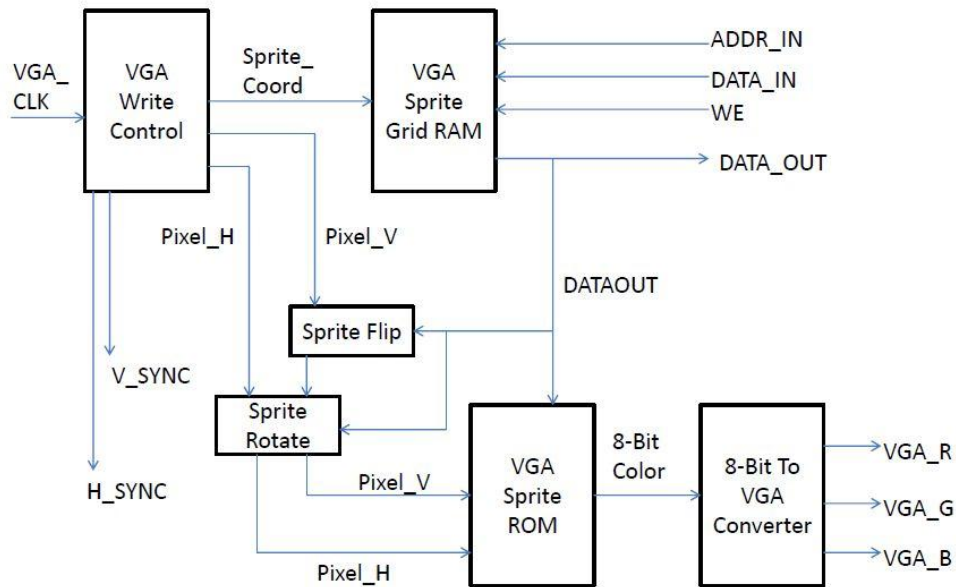 VGA_
CLK
VGA
Write
Control
Sprite_
Coord
VGA
Sprite
Grid RAM
ADDR_IN
DATA_IN
WE
DATA_OUT
Pixel_H
Pixel_V
DATAOUT
Sprite Flip
V_SYNC
H_SYNC
Sprite
Rotate
Pixel_V
Pixel_H
VGA
Sprite
ROM
8-Bit
Color
8-Bit To
VGA
Converter
VGA_R
VGA_G
VGA_B